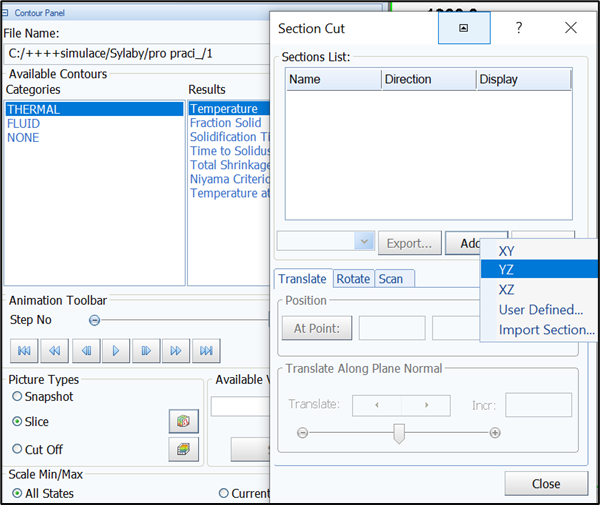 Contour Panel
File Name:
C:/++++simulace/Sylaby/pro praci_/1
Available Contours
Categories
Results
THERMAL
FLUID
NONE
Temperature
Fraction Solid
Solidification Ti
Time to Solidus
Total Shrinkage
Niyama Criterio
Temperature at
Animation Toolbar
Step No
Picture Types
Snapshot
Slice
Cut Off
Available V
Scale Min/Max
All States
Current
Section Cut
?
Sections List:
Name Direction Display
Export...
Add
XY
YZ
XZ
User Defined...
Import Section...
Translate Rotate Scan
Position
At Point:
Translate Along Plane Normal
Translate:
Incr:
Close